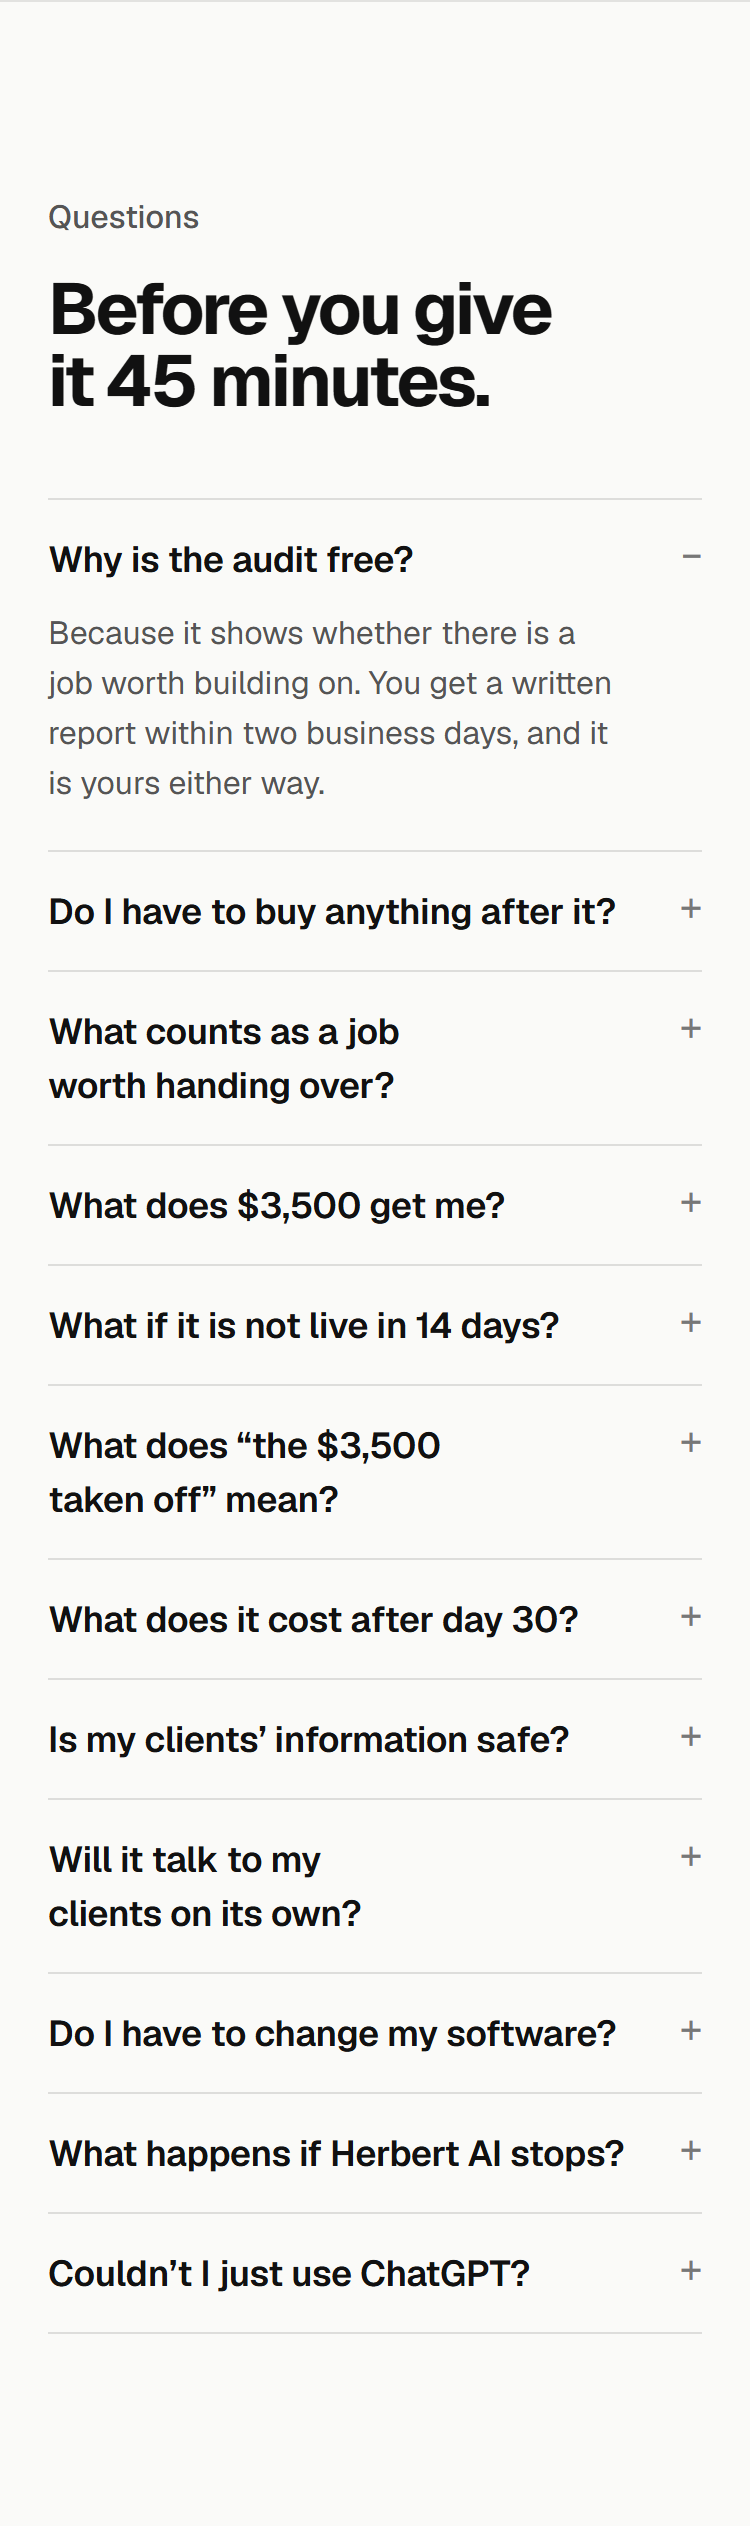 Questions
Before you give
it 45 minutes.
Why is the audit free?
−
Because it shows whether there is a
job worth building on. You get a written
report within two business days, and it
is yours either way.
Do I have to buy anything after it?
+
What counts as a job
+
worth handing over?
What does $3,500 get me?
+
What if it is not live in 14 days?
+
What does “the $3,500
+
taken off” mean?
What does it cost after day 30?
+
Is my clients’ information safe?
+
Will it talk to my
+
clients on its own?
Do I have to change my software?
+
What happens if Herbert AI stops?
+
Couldn’t I just use ChatGPT?
+